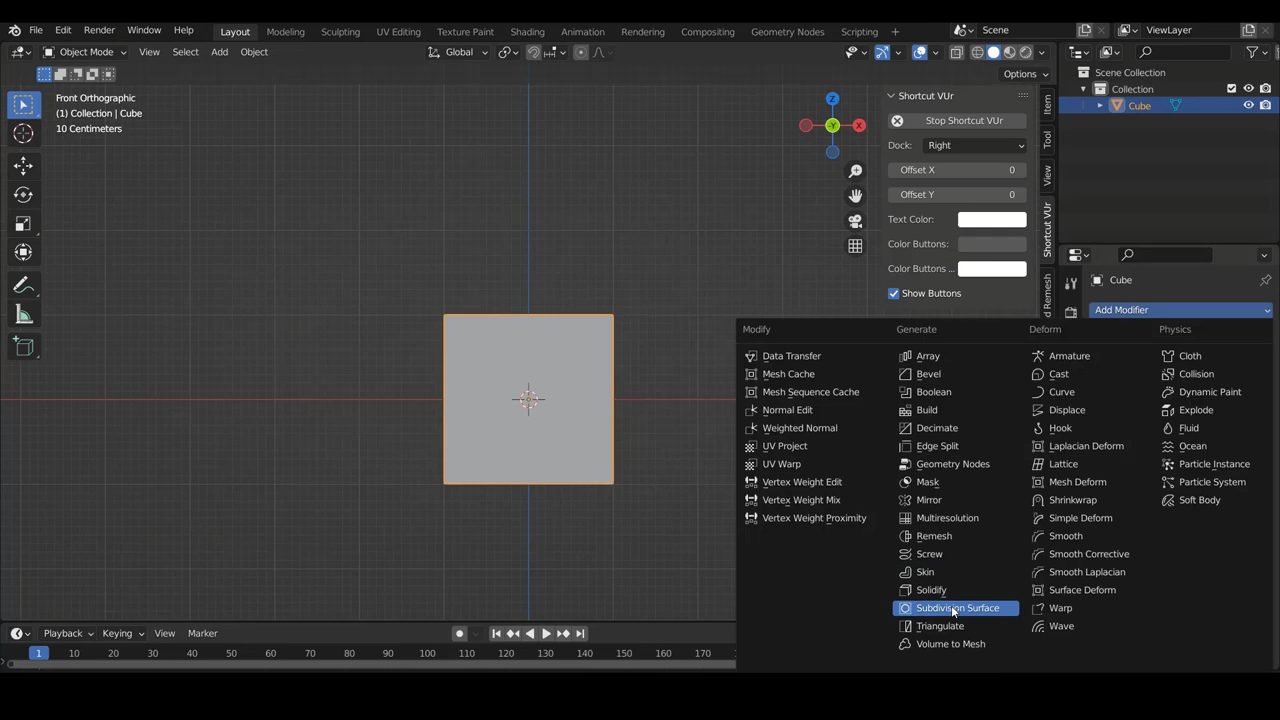 File Edit Render Window Help Layout Modeling Sculpting UV Editing Texture Paint Shading Animation Rendering Compositing Geometry Nodes Scripting + Scene ViewLayer
Object Mode View Select Add Object Global
Options
Front Orthographic
(1) Collection | Cube
10 Centimeters
Z
-Y
X
Shortcut VUr
Stop Shortcut VUr
Dock: Right
Offset X 0
Offset Y 0
Text Color:
Color Buttons:
Color Buttons ...
Show Buttons
Item
Tool
View
Shortcut VUr
Remesh
Scene Collection
Collection
Cube
Cube
Add Modifier
Modify
Data Transfer
Mesh Cache
Mesh Sequence Cache
Normal Edit
Weighted Normal
UV Project
UV Warp
Vertex Weight Edit
Vertex Weight Mix
Vertex Weight Proximity
Generate
Array
Bevel
Boolean
Build
Decimate
Edge Split
Geometry Nodes
Mask
Mirror
Multiresolution
Remesh
Screw
Skin
Solidify
Subdivision Surface
Triangulate
Volume to Mesh
Deform
Armature
Cast
Curve
Displace
Hook
Laplacian Deform
Lattice
Mesh Deform
Shrinkwrap
Simple Deform
Smooth
Smooth Corrective
Smooth Laplacian
Surface Deform
Warp
Wave
Physics
Cloth
Collision
Dynamic Paint
Explode
Fluid
Ocean
Particle Instance
Particle System
Soft Body
Playback Keying View Marker
1 10 20 30 40 50 60 70 80 90 100 110 120 130 140 150